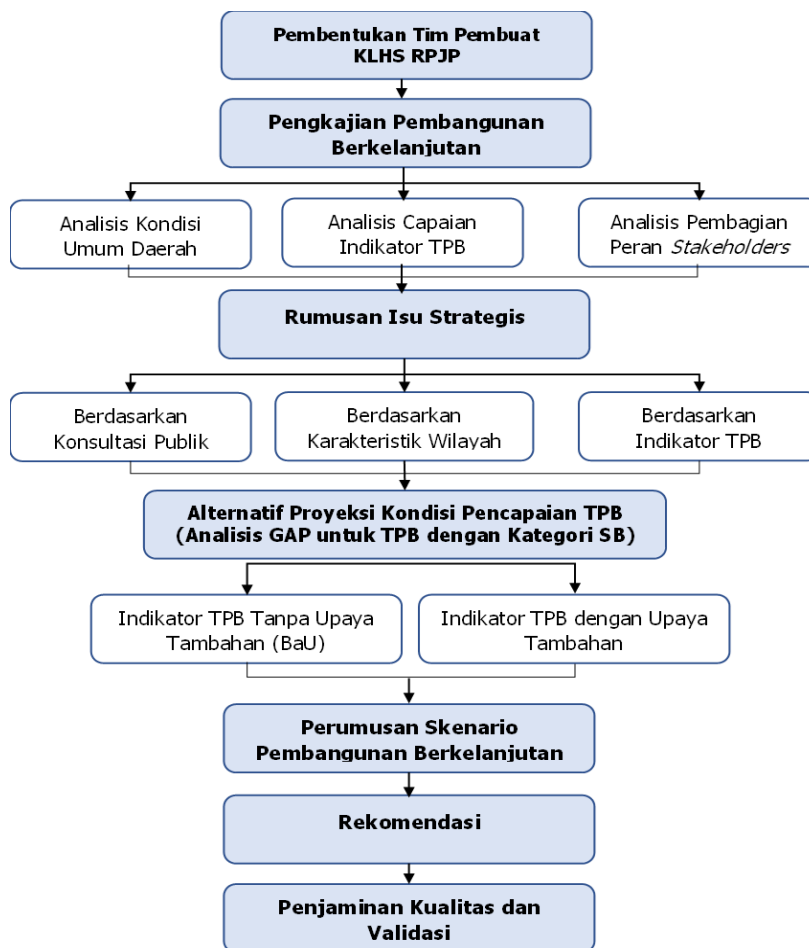 Pembentukan Tim Pembuat
KLHS RPJP
Pengkajian Pembangunan
Berkelanjutan
Analisis Kondisi
Umum Daerah
Analisis Capaian
Indikator TPB
Analisis Pembagian
Peran Stakeholders
Rumusan Isu Strategis
Berdasarkan
Konsultasi Publik
Berdasarkan
Karakteristik Wilayah
Berdasarkan
Indikator TPB
Alternatif Proyeksi Kondisi Pencapaian TPB
(Analisis GAP untuk TPB dengan Kategori SB)
Indikator TPB Tanpa Upaya
Tambahan (BaU)
Indikator TPB dengan Upaya
Tambahan
Perumusan Skenario
Pembangunan Berkelanjutan
Rekomendasi
Penjaminan Kualitas dan
Validasi